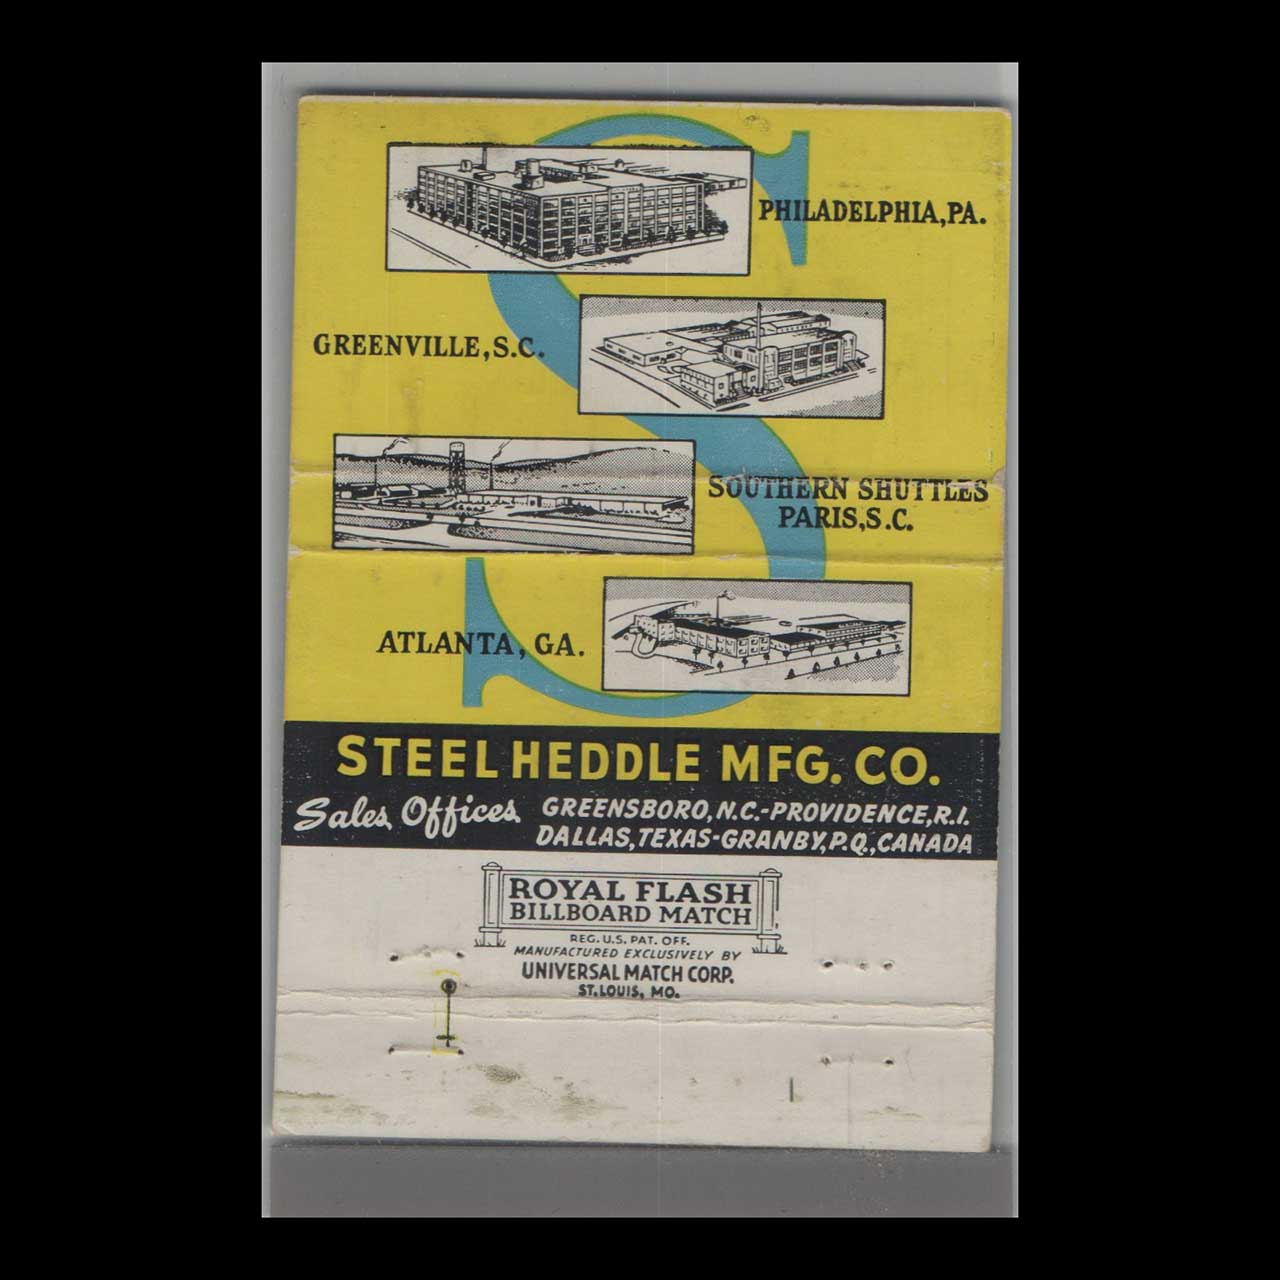 PHILADELPHIA, PA.
GREENVILLE, S.C.
SOUTHERN SHUTTLES
PARIS, S.C.
ATLANTA, GA.
STEEL HEDDLE MFG. CO.
Sales Offices GREENSBORO, N.C.-PROVIDENCE, R.I.
DALLAS, TEXAS-GRANBY, P.Q., CANADA
ROYAL FLASH
BILLBOARD MATCH
REG. U.S. PAT. OFF.
MANUFACTURED EXCLUSIVELY BY
UNIVERSAL MATCH CORP.
ST. LOUIS, MO.